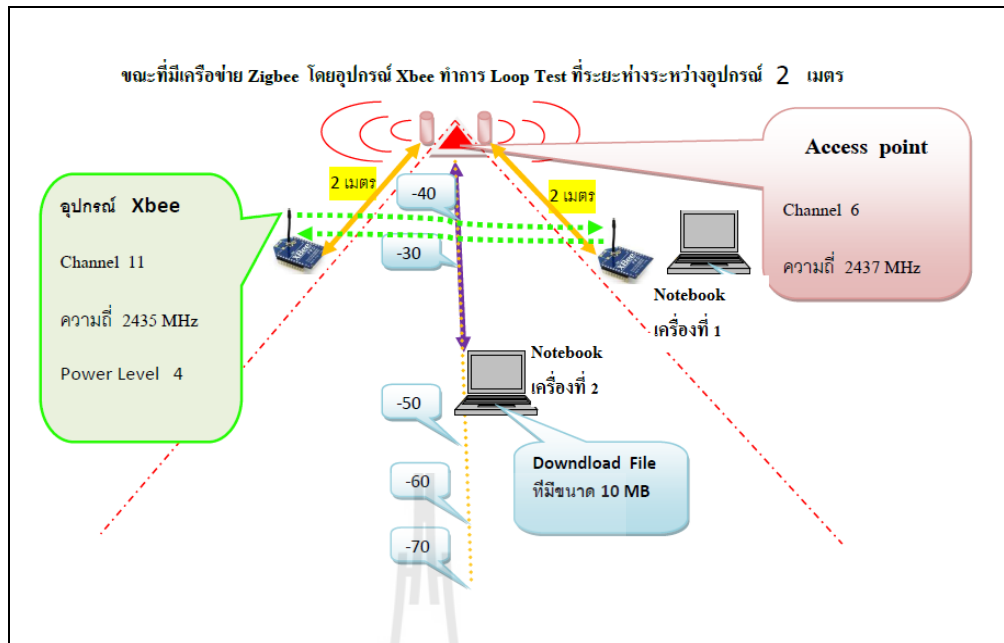 ขณะที่มีเครือข่าย Zigbee โดยอุปกรณ์ Xbee ทำการ Loop Test ที่ระยะห่างระหว่างอุปกรณ์ 2 เมตร
Access point
Channel 6
ความถี่ 2437 MHz
2 เมตร
2 เมตร
-40
-30
อุปกรณ์ Xbee
Channel 11
ความถี่ 2435 MHz
Power Level 4
Notebook
เครื่องที่ 1
Notebook
เครื่องที่ 2
-50
-60
-70
Downdload File
ที่มีขนาด 10 MB